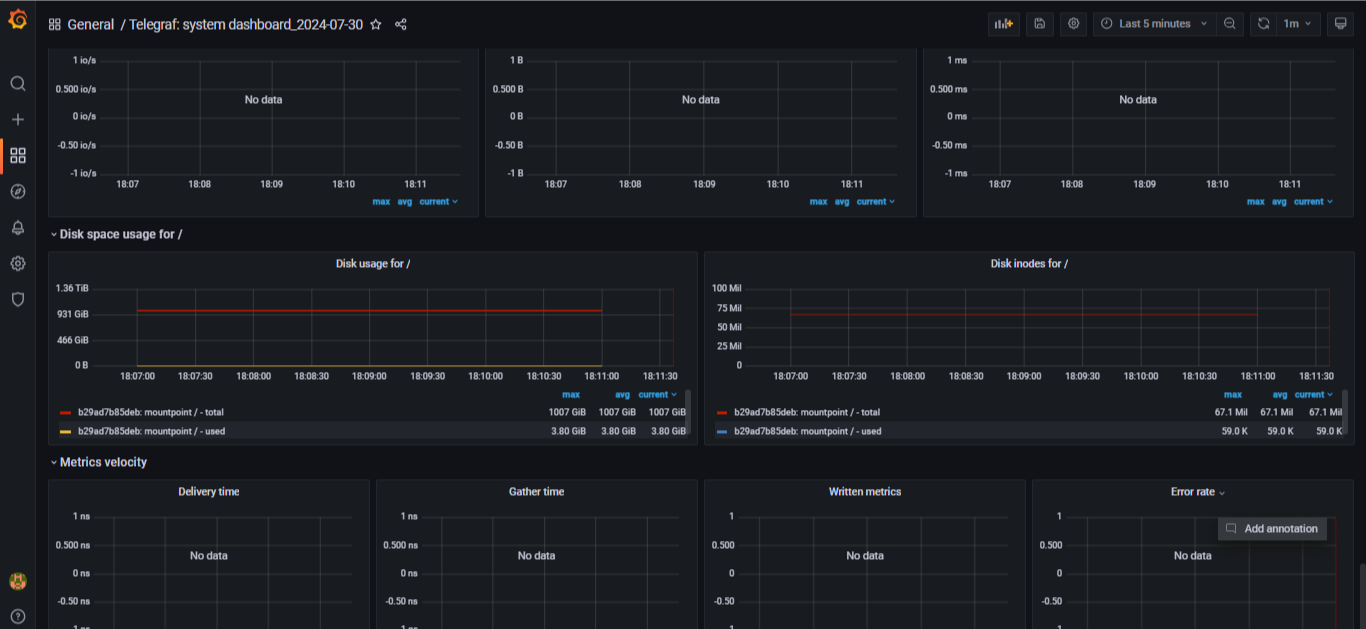 General / Telegraf: system dashboard_2024-07-30
Last 5 minutes
1m
1 io/s
0.500 io/s
0 io/s
-0.50 io/s
-1 io/s
No data
18:07 18:08 18:09 18:10 18:11
max avg current
1 B
0.500 B
0 B
-0.50 B
-1 B
No data
18:07 18:08 18:09 18:10 18:11
max avg current
1 ms
0.500 ms
0 ms
-0.50 ms
-1 ms
No data
18:07 18:08 18:09 18:10 18:11
max avg current
Disk space usage for /
Disk usage for /
1.36 TiB
931 GiB
466 GiB
0 B
18:07:00 18:07:30 18:08:00 18:08:30 18:09:00 18:09:30 18:10:00 18:10:30 18:11:00 18:11:30
max avg current
b29ad7b85deb: mountpoint / - total 1007 GiB 1007 GiB 1007 GiB
b29ad7b85deb: mountpoint / - used 3.80 GiB 3.80 GiB 3.80 GiB
Disk inodes for /
100 Mil
75 Mil
50 Mil
25 Mil
0
18:07:00 18:07:30 18:08:00 18:08:30 18:09:00 18:09:30 18:10:00 18:10:30 18:11:00 18:11:30
max avg current
b29ad7b85deb: mountpoint / - total 67.1 Mil 67.1 Mil 67.1 Mil
b29ad7b85deb: mountpoint / - used 59.0 K 59.0 K 59.0 K
Metrics velocity
Delivery time
1 ns
0.500 ns
0 ns
-0.50 ns
No data
Gather time
1 ns
0.500 ns
0 ns
-0.50 ns
No data
Written metrics
1
0.500
0
-0.50
No data
Error rate
1
0.500
0
-0.50
No data
Add annotation